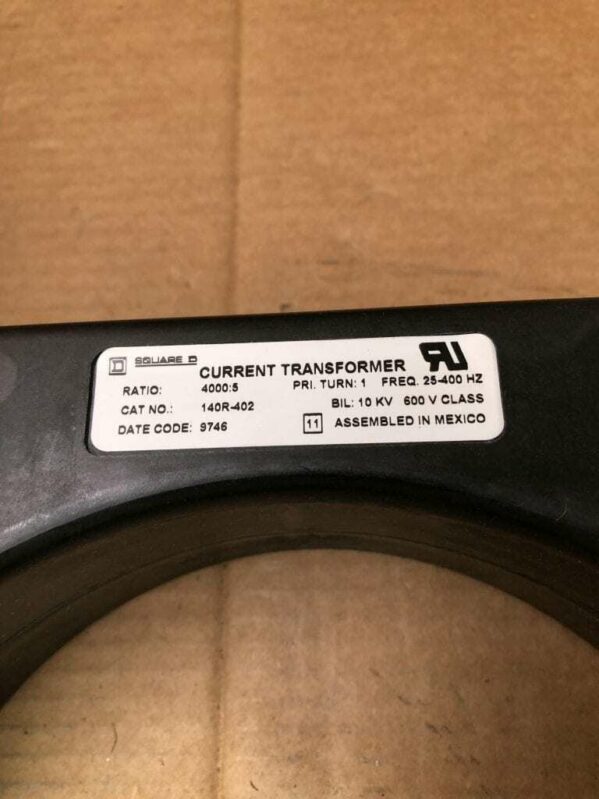 D SQUARE D CURRENT TRANSFORMER RU
RATIO: 4000:5 PRI. TURN: 1 FREQ. 25-400 HZ
CAT NO.: 140R-402 BIL: 10 KV 600 V CLASS
DATE CODE: 9746 11 ASSEMBLED IN MEXICO